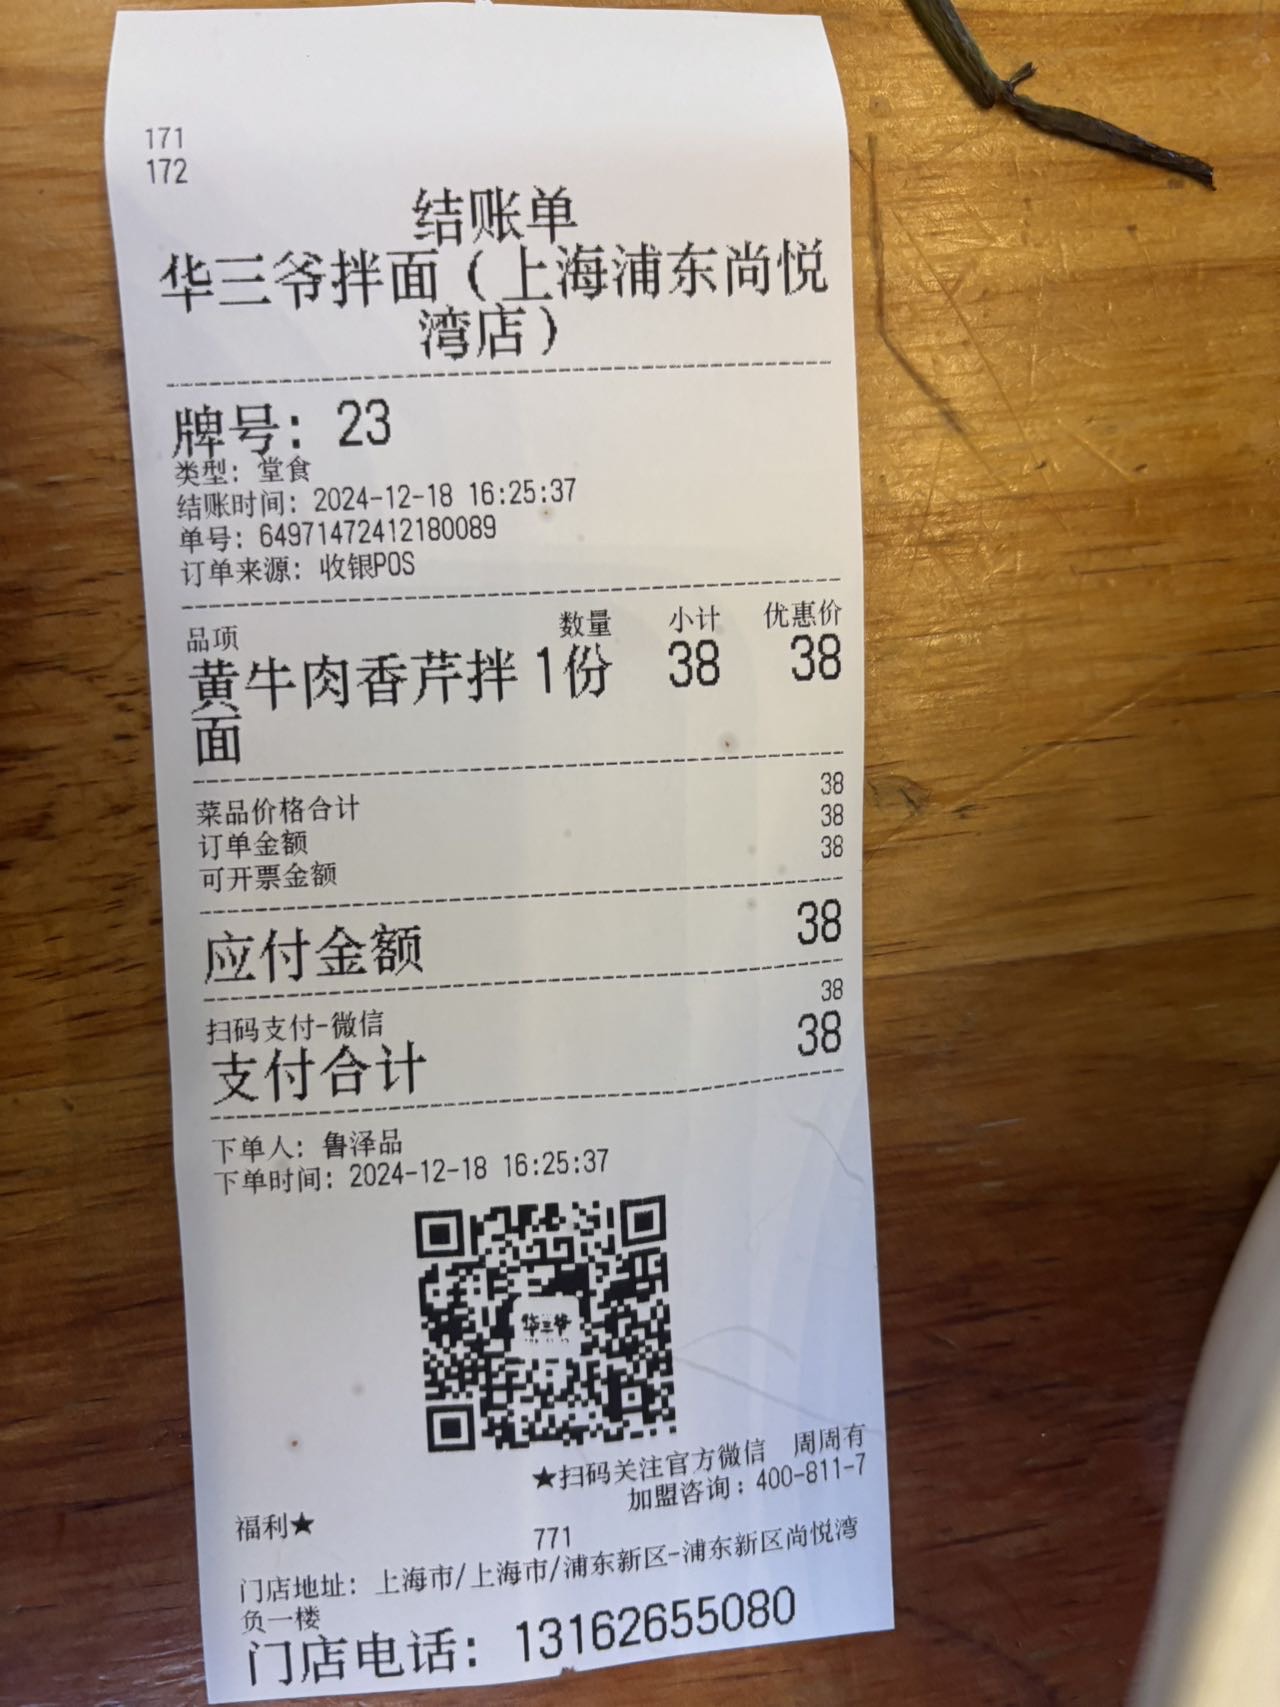 171
172
结账单
华三爷拌面（上海浦东尚悦
湾店）
牌号：23
类型：堂食
结账时间：2024-12-18 16:25:37
单号：64971472412180089
订单来源：收银POS
品项 数量 小计 优惠价
黄牛肉香芹拌 1份 38 38
面
菜品价格合计 38
订单金额 38
可开票金额 38
应付金额 38
扫码支付-微信 38
支付合计 38
下单人：鲁泽品
下单时间：2024-12-18 16:25:37
华三爷
★扫码关注官方微信 周周有
福利★
加盟咨询：400-811-7
771
门店地址：上海市/上海市/浦东新区-浦东新区尚悦湾
负一楼
门店电话：13162655080